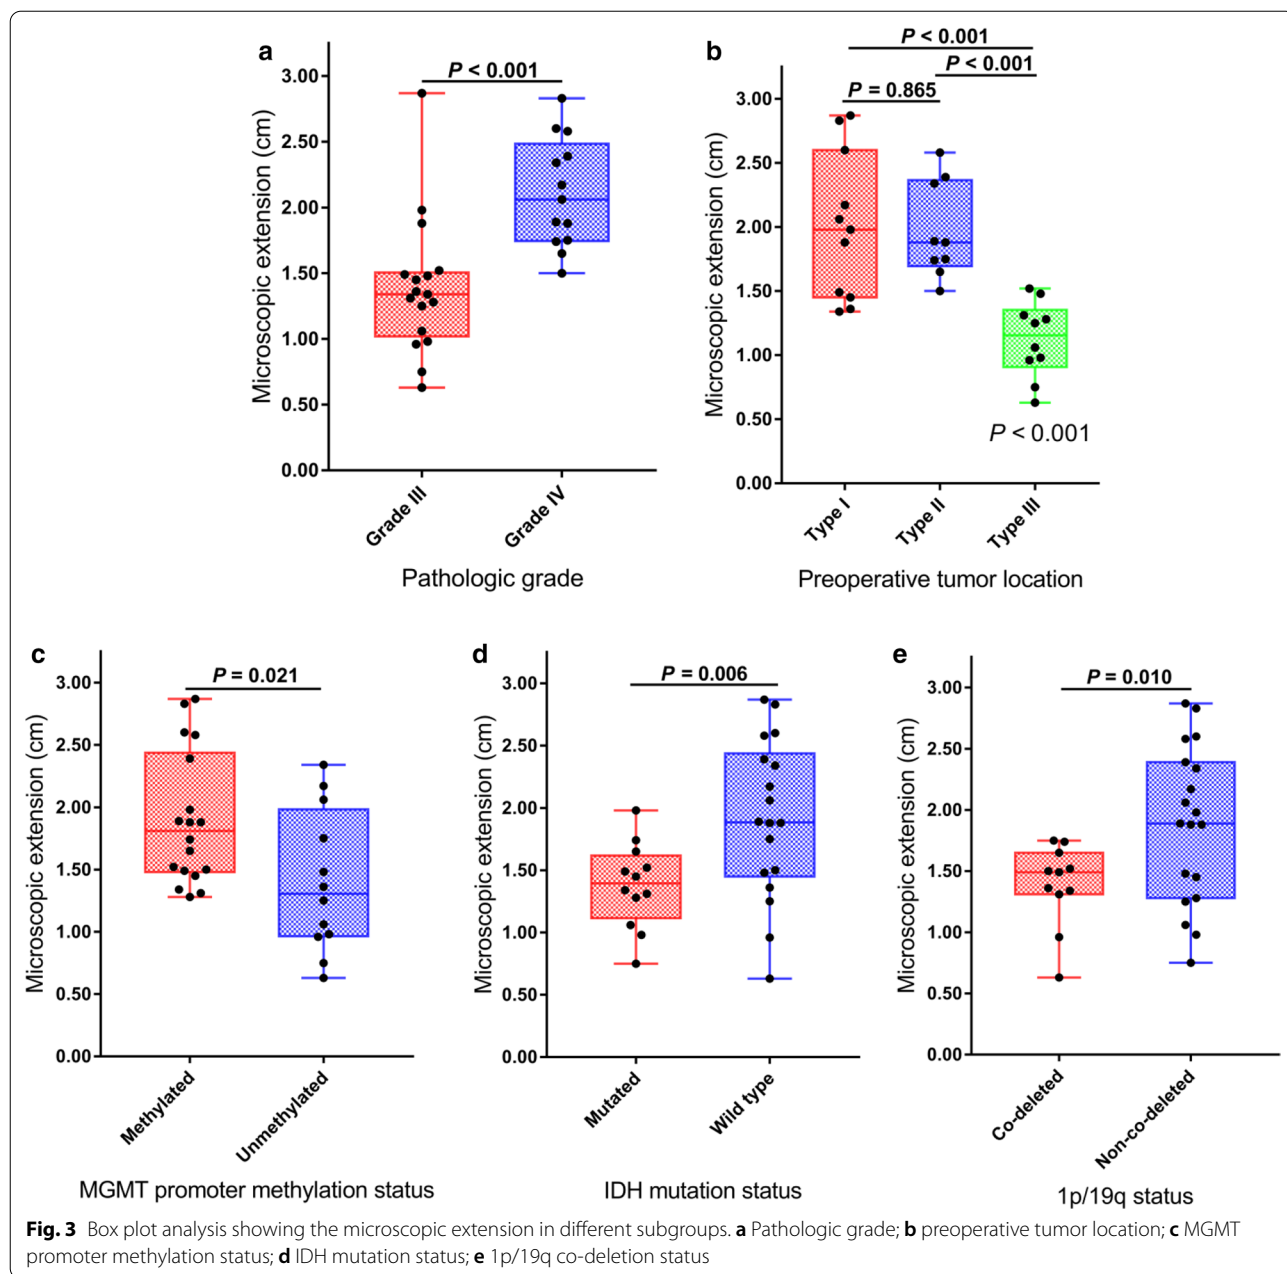 a
P < 0.001
3.00
2.50
2.00
1.50
1.00
0.50
0.00
Microscopic extension (cm)
Grade III
Grade IV
Pathologic grade
b
P < 0.001
P < 0.001
P = 0.865
3.00
2.50
2.00
1.50
1.00
0.50
0.00
Microscopic extension (cm)
P < 0.001
Type I
Type II
Type III
Preoperative tumor location
c
P = 0.021
3.00
2.50
2.00
1.50
1.00
0.50
0.00
Microscopic extension (cm)
Methylated
Unmethylated
MGMT promoter methylation status
d
P = 0.006
3.00
2.50
2.00
1.50
1.00
0.50
0.00
Microscopic extension (cm)
Mutated
Wild type
IDH mutation status
e
P = 0.010
3.00
2.50
2.00
1.50
1.00
0.50
0.00
Microscopic extension (cm)
Co-deleted
Non-co-deleted
1p/19q status
Fig. 3 Box plot analysis showing the microscopic extension in different subgroups. a Pathologic grade; b preoperative tumor location; c MGMT
promoter methylation status; d IDH mutation status; e 1p/19q co-deletion status